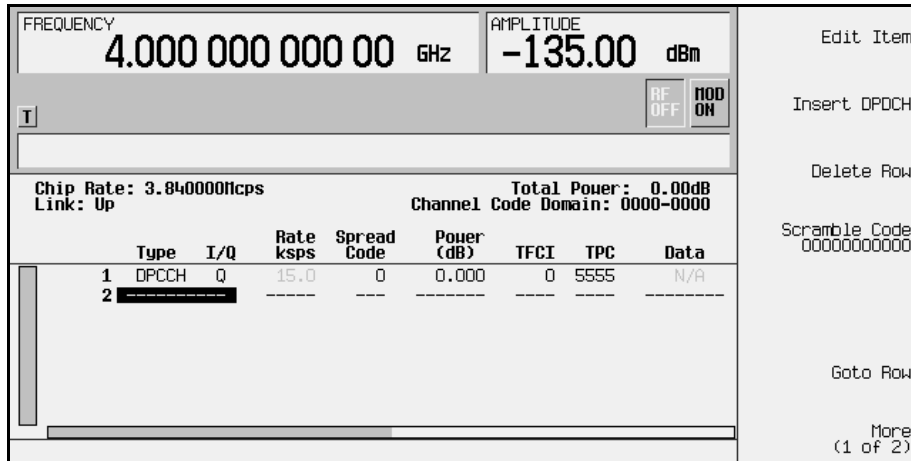 FREQUENCY
4.000 000 000 00 GHz
AMPLITUDE
-135.00 dBm
RF OFF
MOD ON
T
Chip Rate: 3.840000Mcps
Total Power: 0.00dB
Link: Up
Channel Code Domain: 0000-0000
Type I/Q Rate ksps Spread Code Power (dB) TFCI TPC Data
1 DPCCH Q 15.0 0 0.000 0 5555 N/A
2 ---------- ----- --- ------- ---- ---- --------
Edit Item
Insert DPDCH
Delete Row
Scramble Code
00000000000
Goto Row
More
(1 of 2)